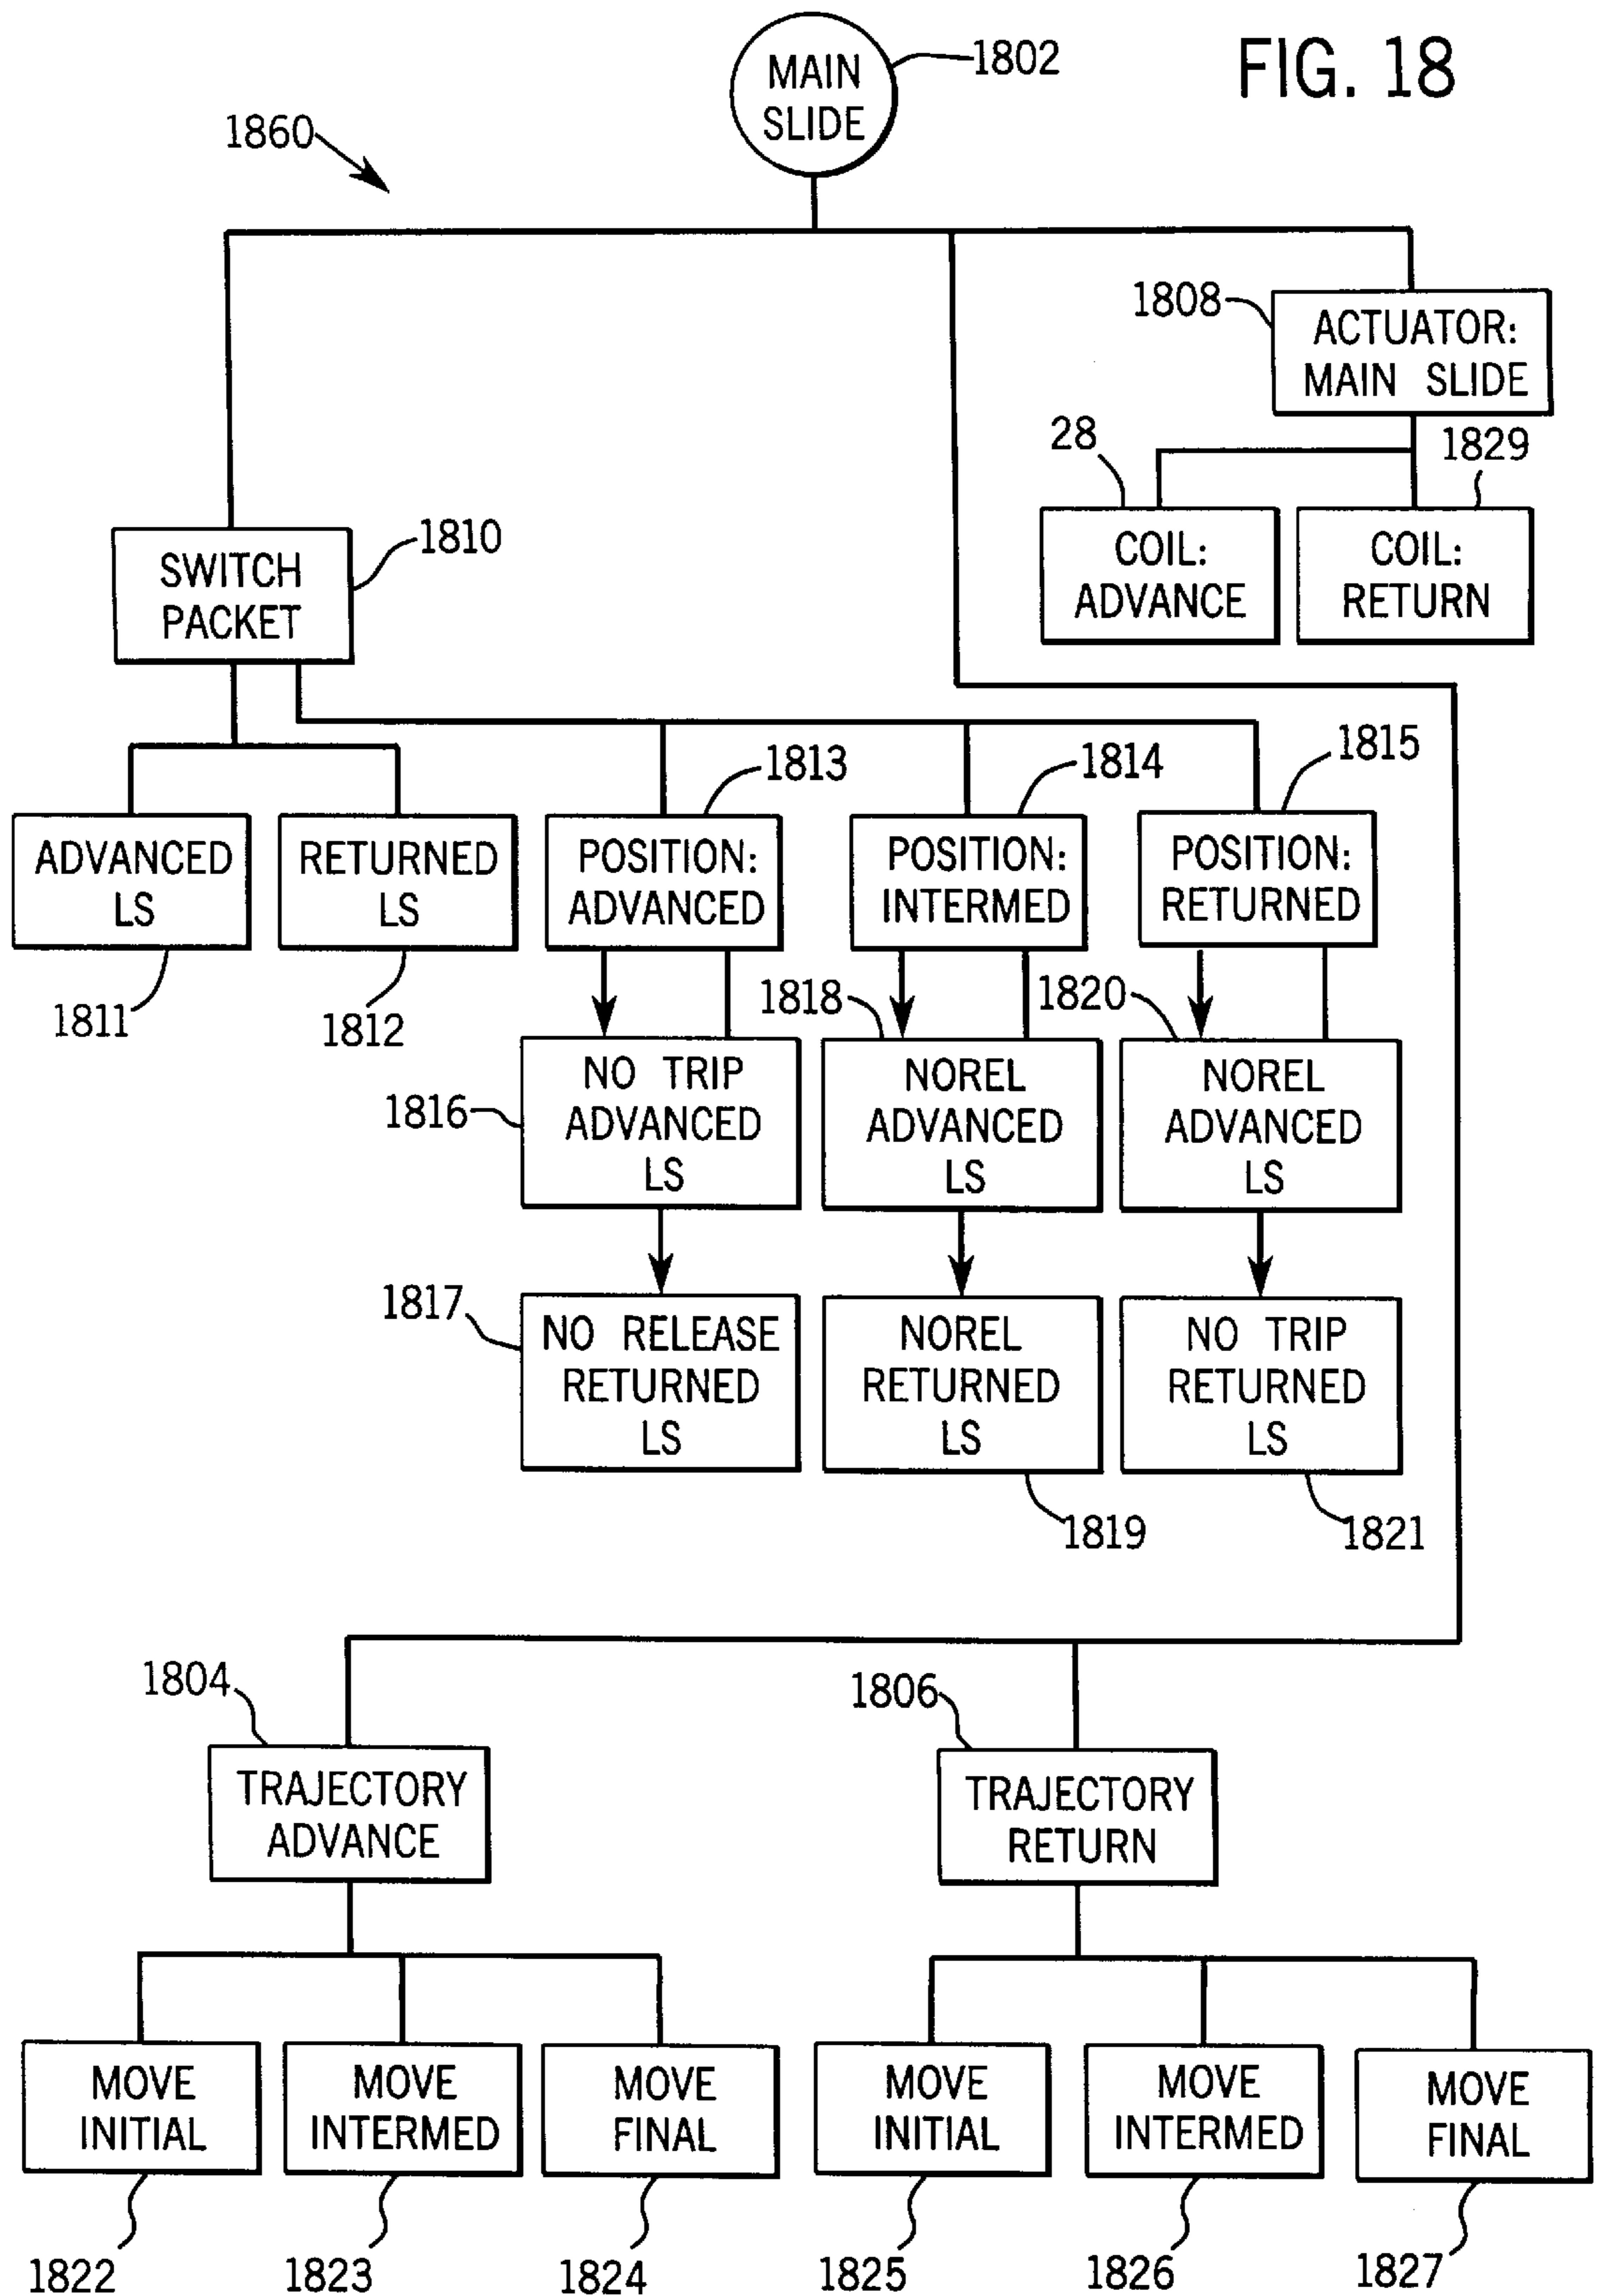 FIG. 18
MAIN
SLIDE
1802
1860
1808
ACTUATOR:
MAIN SLIDE
28
1829
COIL:
ADVANCE
COIL:
RETURN
1810
SWITCH
PACKET
1813
1814
1815
ADVANCED
LS
RETURNED
LS
POSITION:
ADVANCED
POSITION:
INTERMED
POSITION:
RETURNED
1811
1812
1818
1820
1816
NO TRIP
ADVANCED
LS
NOREL
ADVANCED
LS
NOREL
ADVANCED
LS
1817
NO RELEASE
RETURNED
LS
NOREL
RETURNED
LS
NO TRIP
RETURNED
LS
1819
1821
1804
1806
TRAJECTORY
ADVANCE
TRAJECTORY
RETURN
MOVE
INITIAL
MOVE
INTERMED
MOVE
FINAL
MOVE
INITIAL
MOVE
INTERMED
MOVE
FINAL
1822
1823
1824
1825
1826
1827